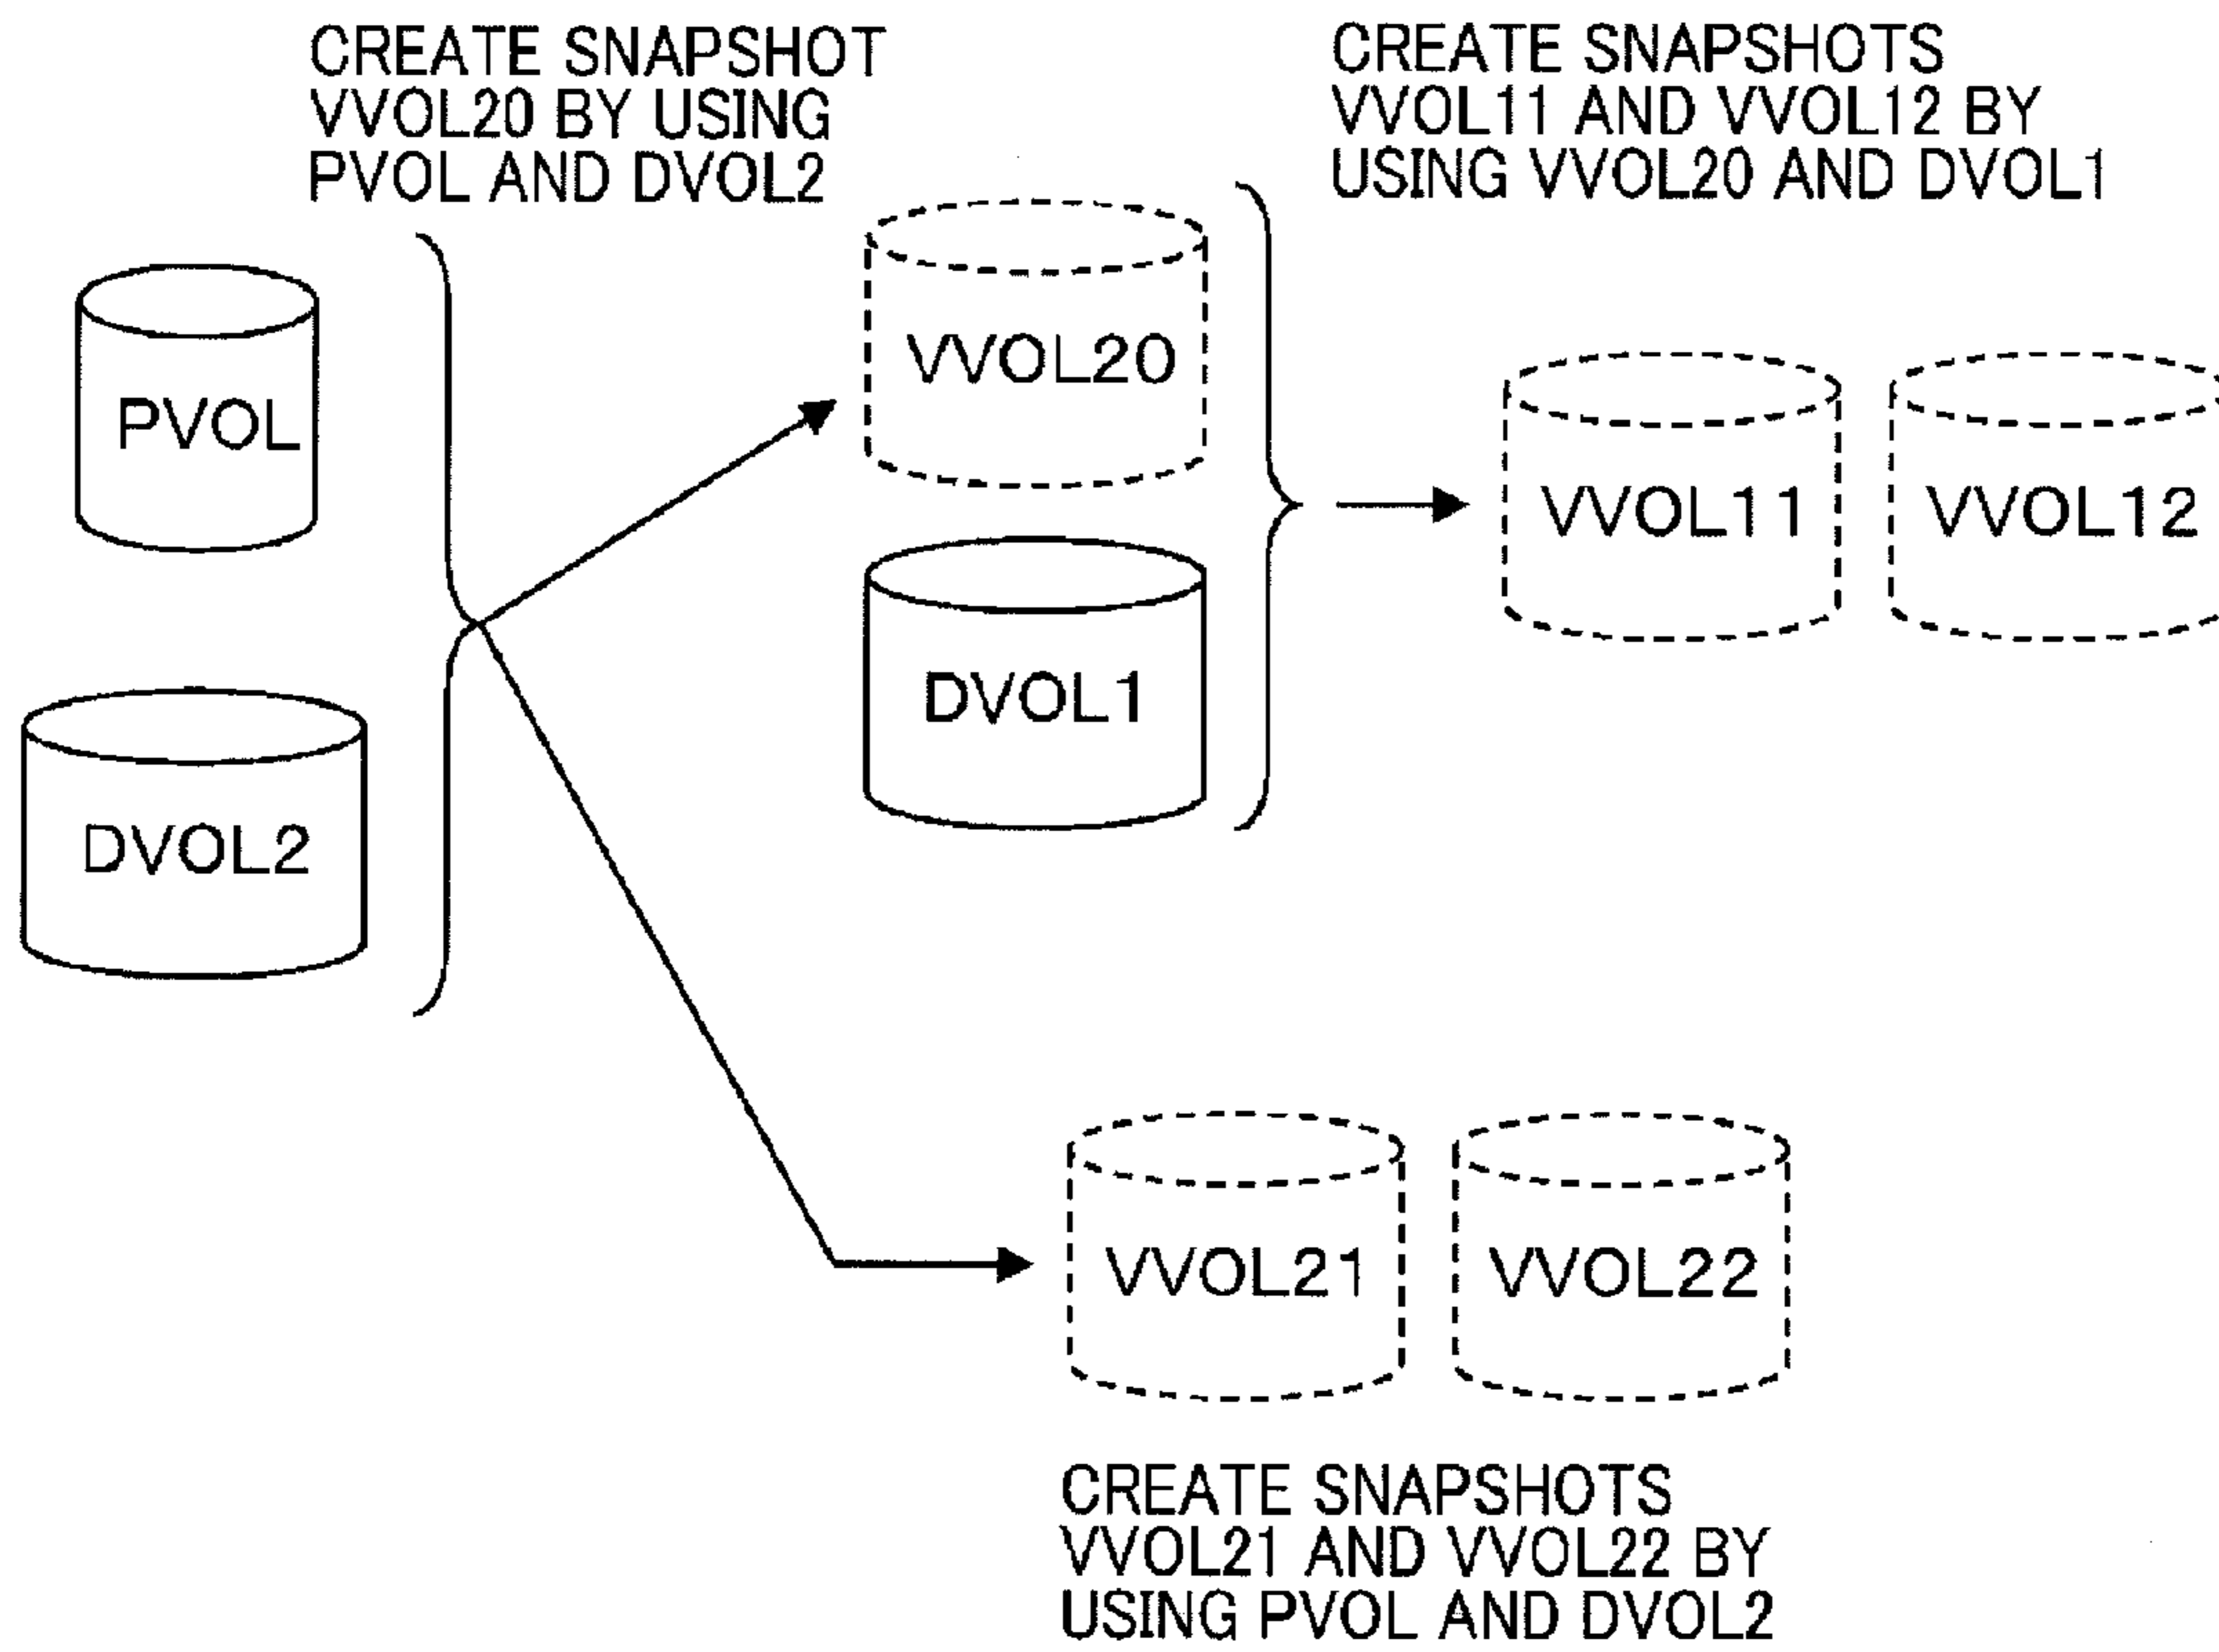 CREATE SNAPSHOT
VVOL20 BY USING
PVOL AND DVOL2
CREATE SNAPSHOTS
VVOL11 AND VVOL12 BY
USING VVOL20 AND DVOL1
PVOL
DVOL2
VVOL20
DVOL1
VVOL11
VVOL12
VVOL21
VVOL22
CREATE SNAPSHOTS
VVOL21 AND VVOL22 BY
USING PVOL AND DVOL2